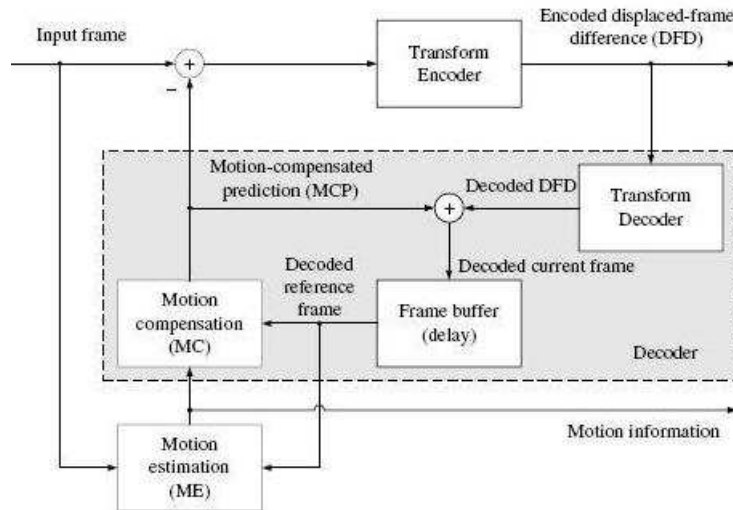 Input frame
Encoded displaced-frame
difference (DFD)
+
−
Transform
Encoder
Motion-compensated
prediction (MCP)
Decoded DFD
+
Transform
Decoder
Decoded current frame
Decoded
reference
frame
Motion
compensation
(MC)
Frame buffer
(delay)
Decoder
Motion information
Motion
estimation
(ME)